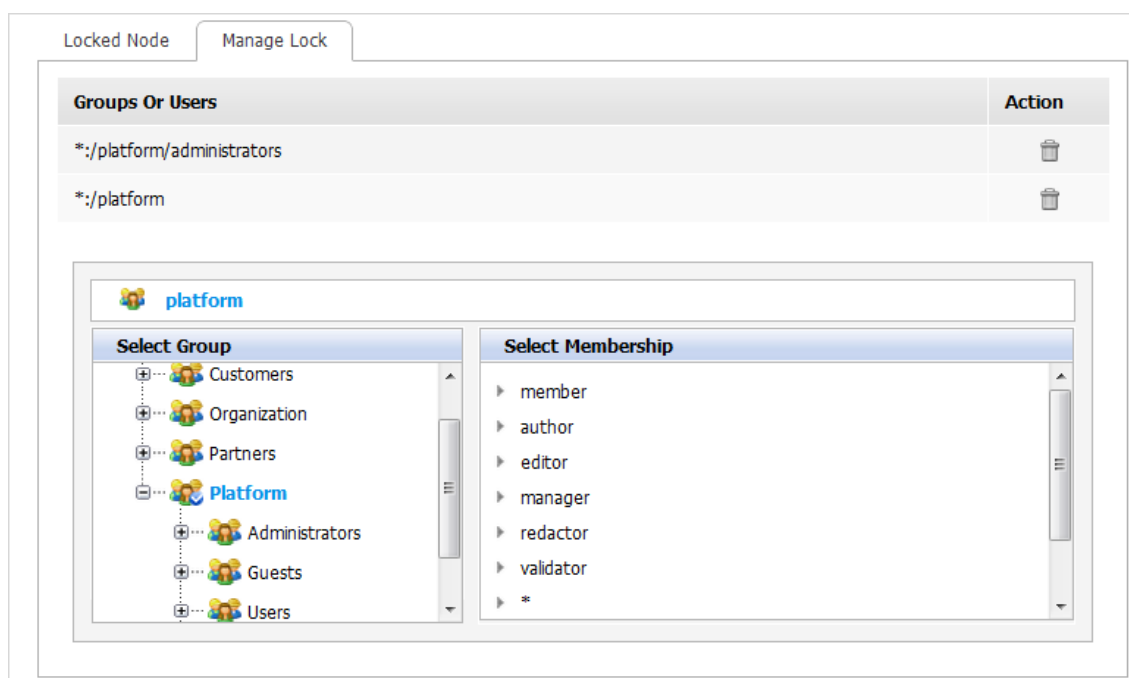 Locked Node
Manage Lock
Groups Or Users
Action
*:/platform/administrators
*:/platform
platform
Select Group
Select Membership
Customers
Organization
Partners
Platform
Administrators
Guests
Users
member
author
editor
manager
redactor
validator
*